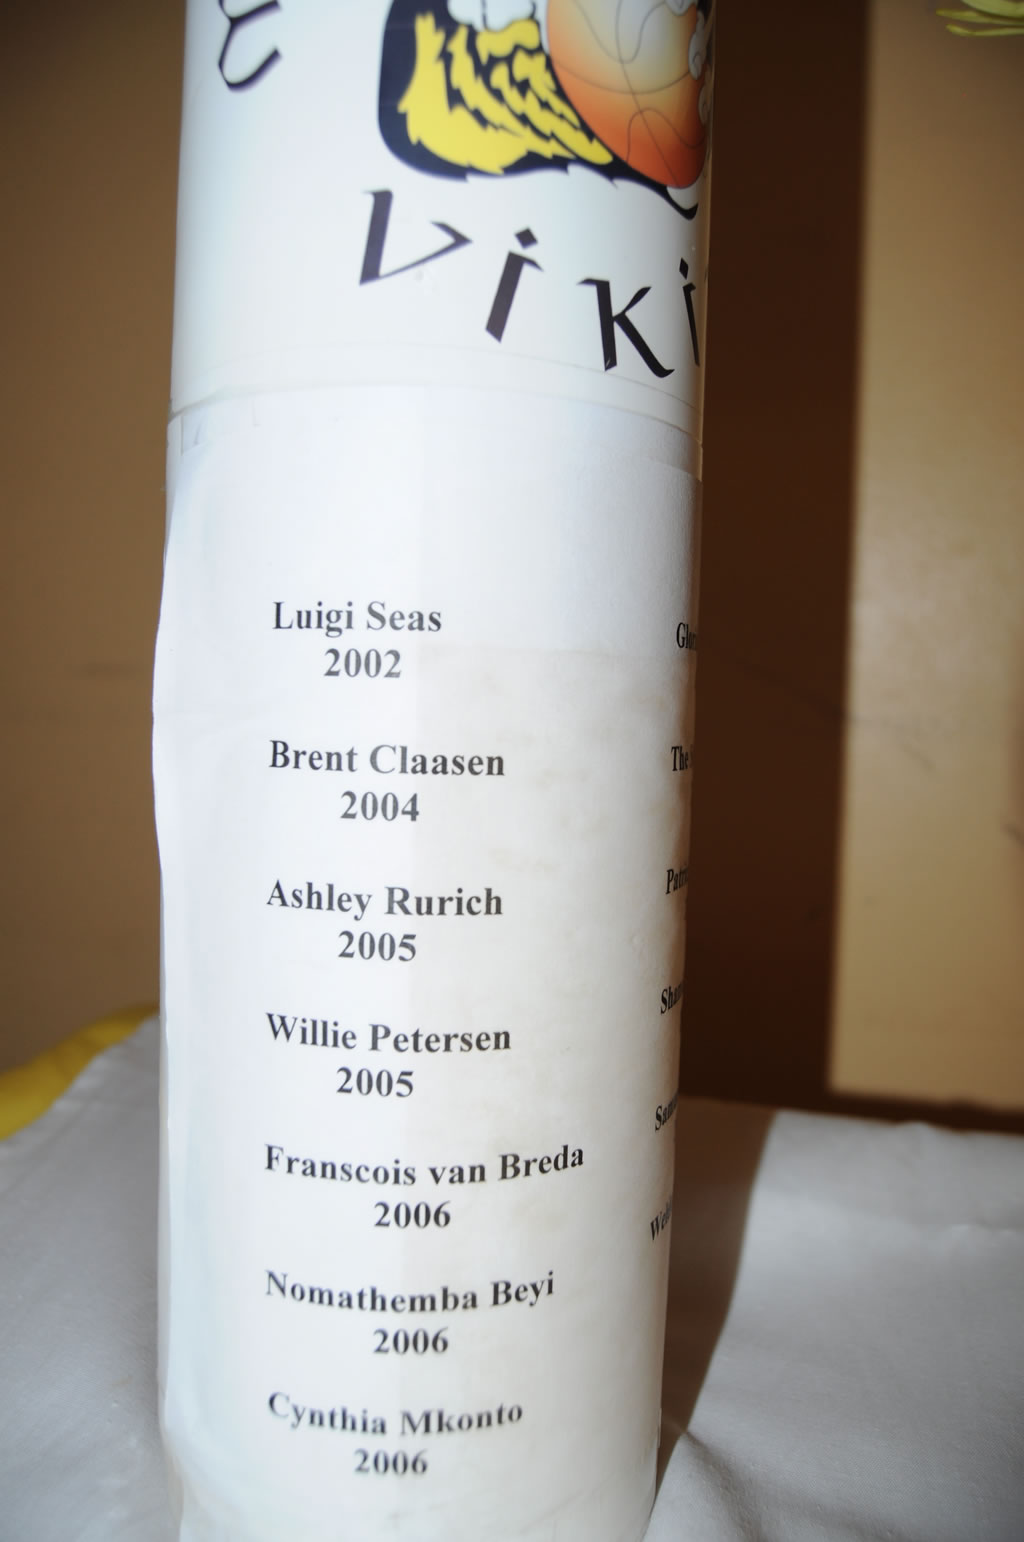 VIKI
Luigi Seas
2002
Brent Claasen
2004
Ashley Rurich
2005
Willie Petersen
2005
Franscois van Breda
2006
Nomathemba Beyi
2006
Cynthia Mkonto
2006
The